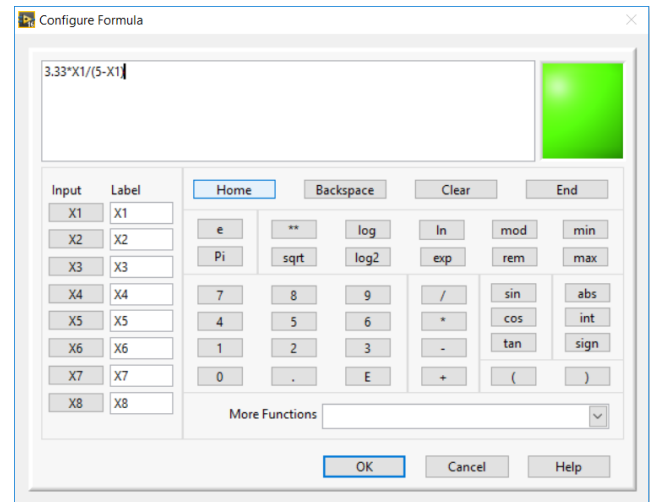 Configure Formula
3.33*X1/(5-X1)
Input Label Home Backspace Clear End
X1 X1
e ** log ln mod min
X2 X2
Pi sqrt log2 exp rem max
X3 X3
X4 X4 7 8 9 / sin abs
X5 X5 4 5 6 * cos int
X6 X6 1 2 3 - tan sign
X7 X7 0 . E + ( )
X8 X8
More Functions
OK Cancel Help